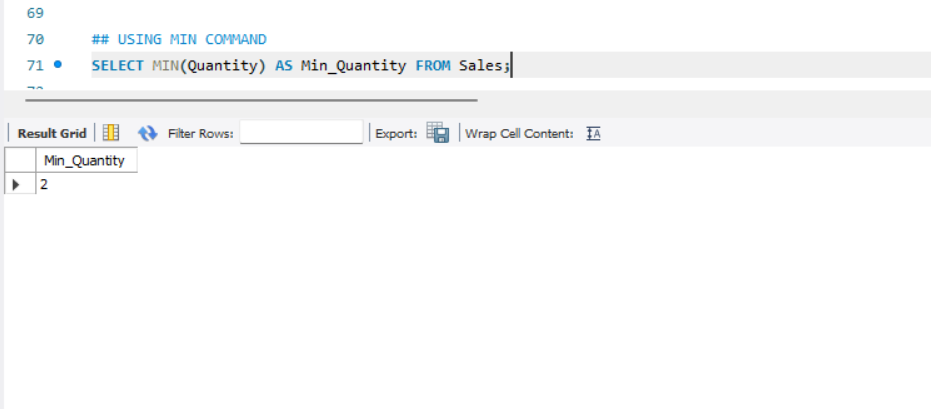 69
70 ## USING MIN COMMAND
71 SELECT MIN(Quantity) AS Min_Quantity FROM Sales;
Result Grid Filter Rows: Export: Wrap Cell Content: IA
Min_Quantity
2